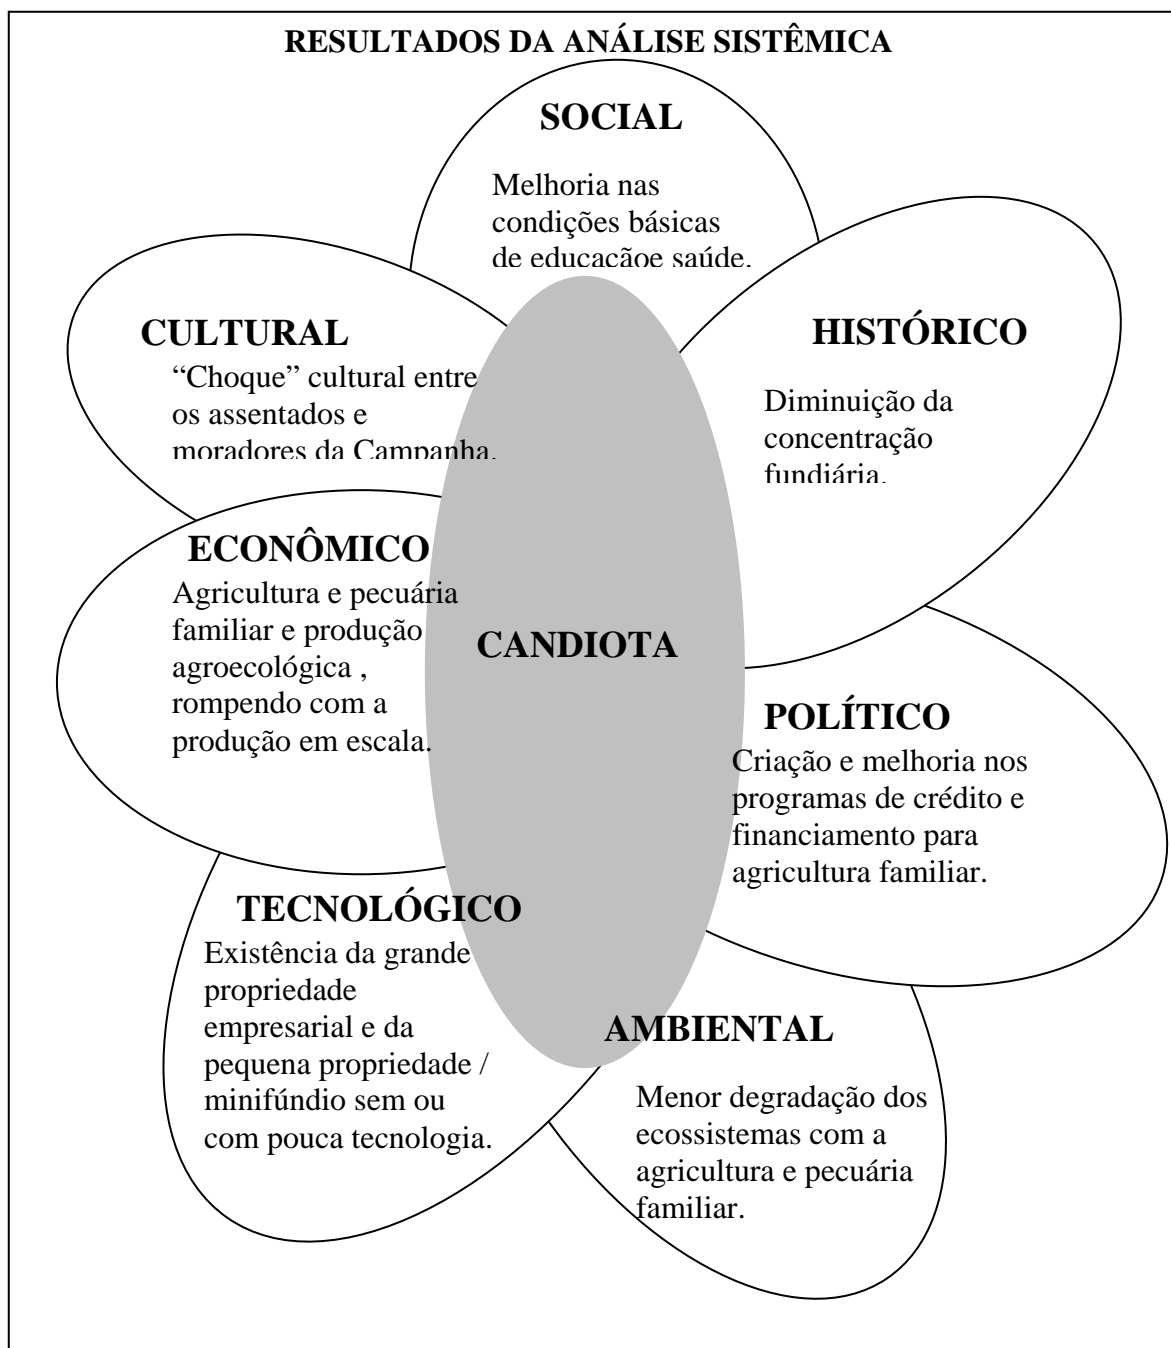 RESULTADOS DA ANÁLISE SISTÊMICA
SOCIAL
Melhoria nas
condições básicas
de educaçãoe saúde.
CULTURAL
“Choque” cultural entre
os assentados e
moradores da Campanha.
HISTÓRICO
Diminuição da
concentração
fundiária.
ECONÔMICO
Agricultura e pecuária
familiar e produção
agroecológica ,
rompendo com a
produção em escala.
CANDIOTA
POLÍTICO
Criação e melhoria nos
programas de crédito e
financiamento para
agricultura familiar.
TECNOLÓGICO
Existência da grande
propriedade
empresarial e da
pequena propriedade /
minifúndio sem ou
com pouca tecnologia.
AMBIENTAL
Menor degradação dos
ecossistemas com a
agricultura e pecuária
familiar.